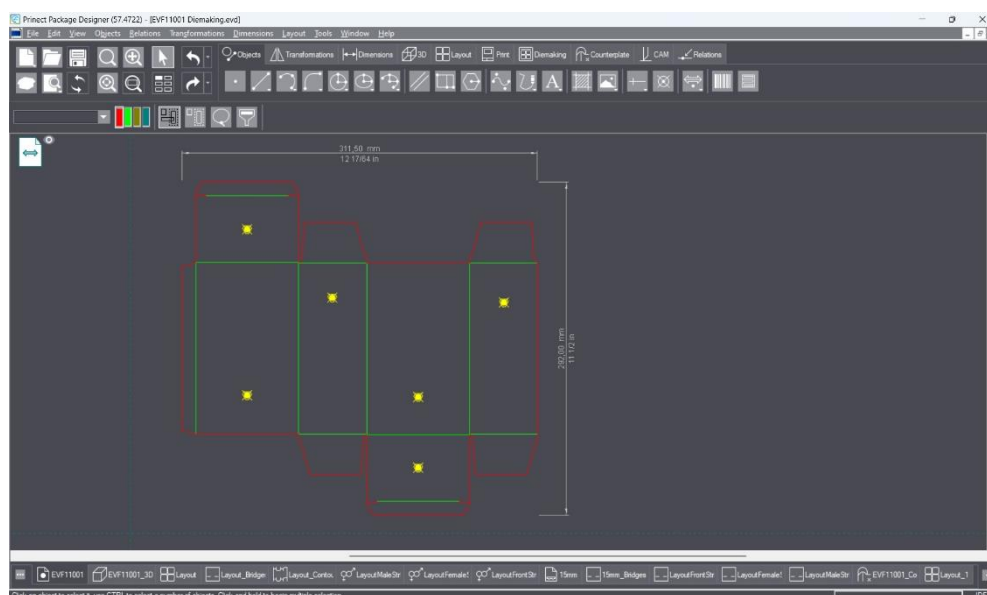 Prinect Package Designer (57.4722) - [EVF11001 Diemaking.evd]
File Edit View Objects Relations Transformations Dimensions Layout Tools Window Help
Objects Transformations Dimensions 3D Layout Print Diemaking Counterplate CAM Relations
311,50 mm
12 17/64 in
292,00 mm
11 1/2 in
EVF11001 EVF11001_3D Layout Layout_Bridge Layout_Contou LayoutMaleStr LayoutFemale LayoutFrontStr 15mm 15mm_Bridges LayoutFrontStr LayoutFemale LayoutMaleStr EVF11001_Co Layout_1